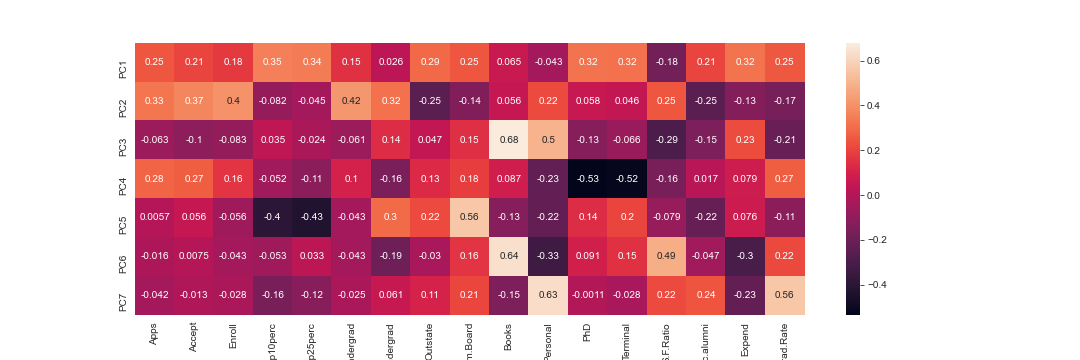 PC1 0.25 0.21 0.18 0.35 0.34 0.15 0.026 0.29 0.25 0.065 -0.043 0.32 0.32 -0.18 0.21 0.32 0.25
PC2 0.33 0.37 0.4 -0.082 -0.045 0.42 0.32 -0.25 -0.14 0.056 0.22 0.058 0.046 0.25 -0.25 -0.13 -0.17
PC3 -0.063 -0.1 -0.083 0.035 -0.024 -0.061 0.14 0.047 0.15 0.68 0.5 -0.13 -0.066 -0.29 -0.15 0.23 -0.21
PC4 0.28 0.27 0.16 -0.052 -0.11 0.1 -0.16 0.13 0.18 0.087 -0.23 -0.53 -0.52 -0.16 0.017 0.079 0.27
PC5 0.0057 0.056 -0.056 -0.4 -0.43 -0.043 0.3 0.22 0.56 -0.13 -0.22 0.14 0.2 -0.079 -0.22 0.076 -0.11
PC6 -0.016 0.0075 -0.043 -0.053 0.033 -0.043 -0.19 -0.03 0.16 0.64 -0.33 0.091 0.15 0.49 -0.047 -0.3 0.22
PC7 -0.042 -0.013 -0.028 -0.16 -0.12 -0.025 0.061 0.11 0.21 -0.15 0.63 -0.0011 -0.028 0.22 0.24 -0.23 0.56
Apps Accept Enroll p10perc p25perc ndergrad ndergrad Outstate m.Board Books Personal PhD Terminal S.F.Ratio c.alumni Expend rad.Rate
0.6
0.4
0.2
0.0
-0.2
-0.4